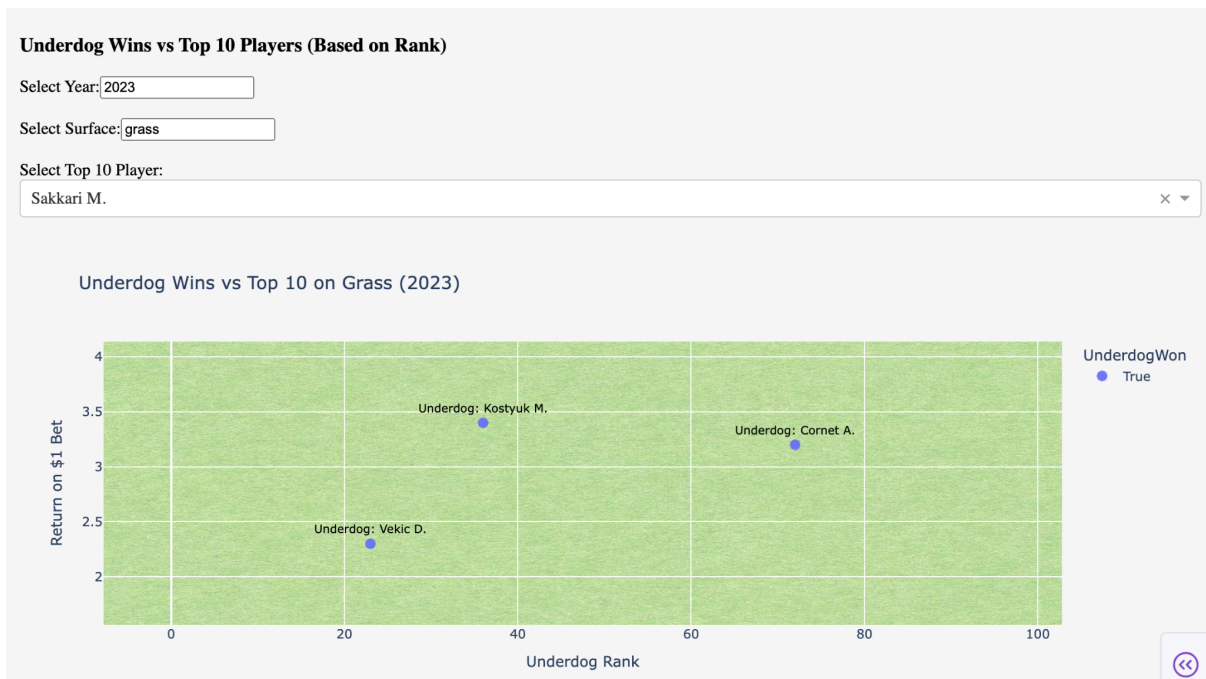 Underdog Wins vs Top 10 Players (Based on Rank)
Select Year: 2023
Select Surface: grass
Select Top 10 Player:
Sakkari M.
Underdog Wins vs Top 10 on Grass (2023)
UnderdogWon
True
Return on $1 Bet
4
3.5
3
2.5
2
Underdog: Kostyuk M.
Underdog: Cornet A.
Underdog: Vekic D.
0 20 40 60 80 100
Underdog Rank